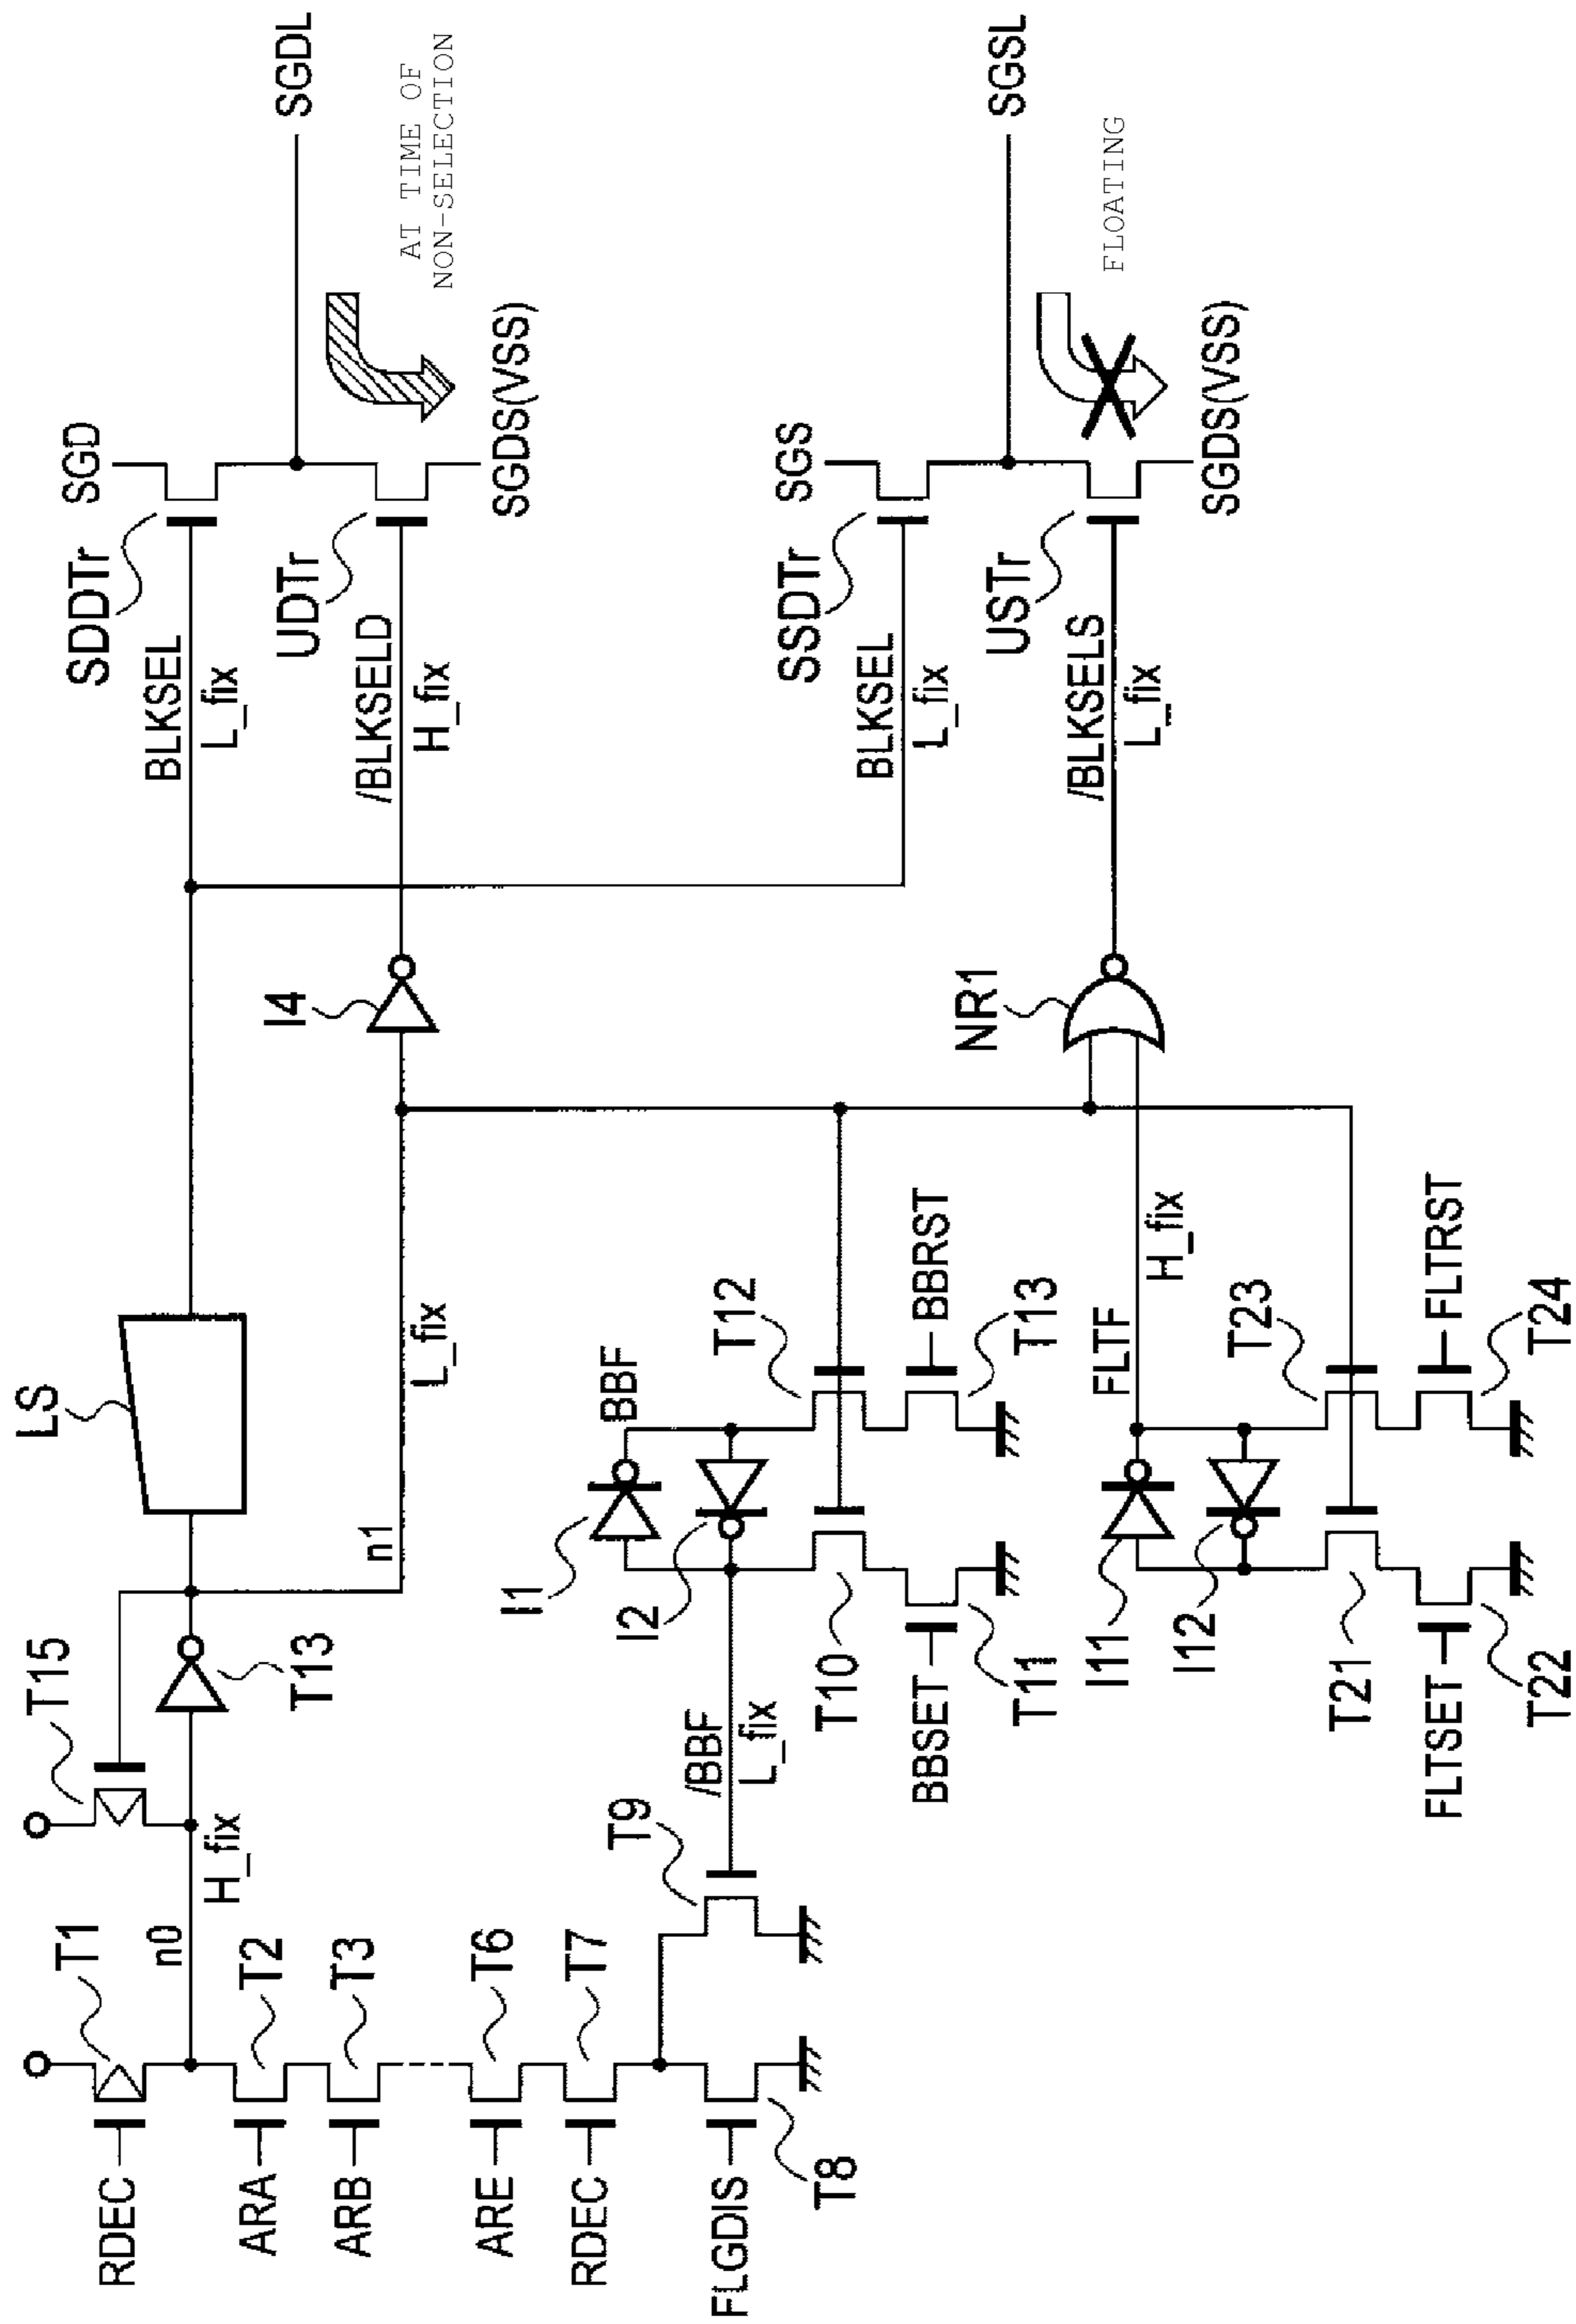 RDEC
T1
n0
H_fix
T15
T13
LS
n1
L_fix
ARA
T2
ARB
T3
ARE
T6
RDEC
T7
FLGDIS
T8
T9
/BBF
L_fix
I1
I2
BBF
T10
T12
BBSET
T11
BBRST
T13
I11
I12
FLTF
H_fix
T21
T23
FLTSET
T22
FLTRST
T24
I4
NR1
BLKSEL
L_fix
SDDTr
SGD
/BLKSELD
H_fix
UDTr
SGDS(VSS)
SGDL
AT TIME OF
NON-SELECTION
BLKSEL
L_fix
SSDTr
SGS
/BLKSELS
L_fix
USTr
SGDS(VSS)
SGSL
FLOATING